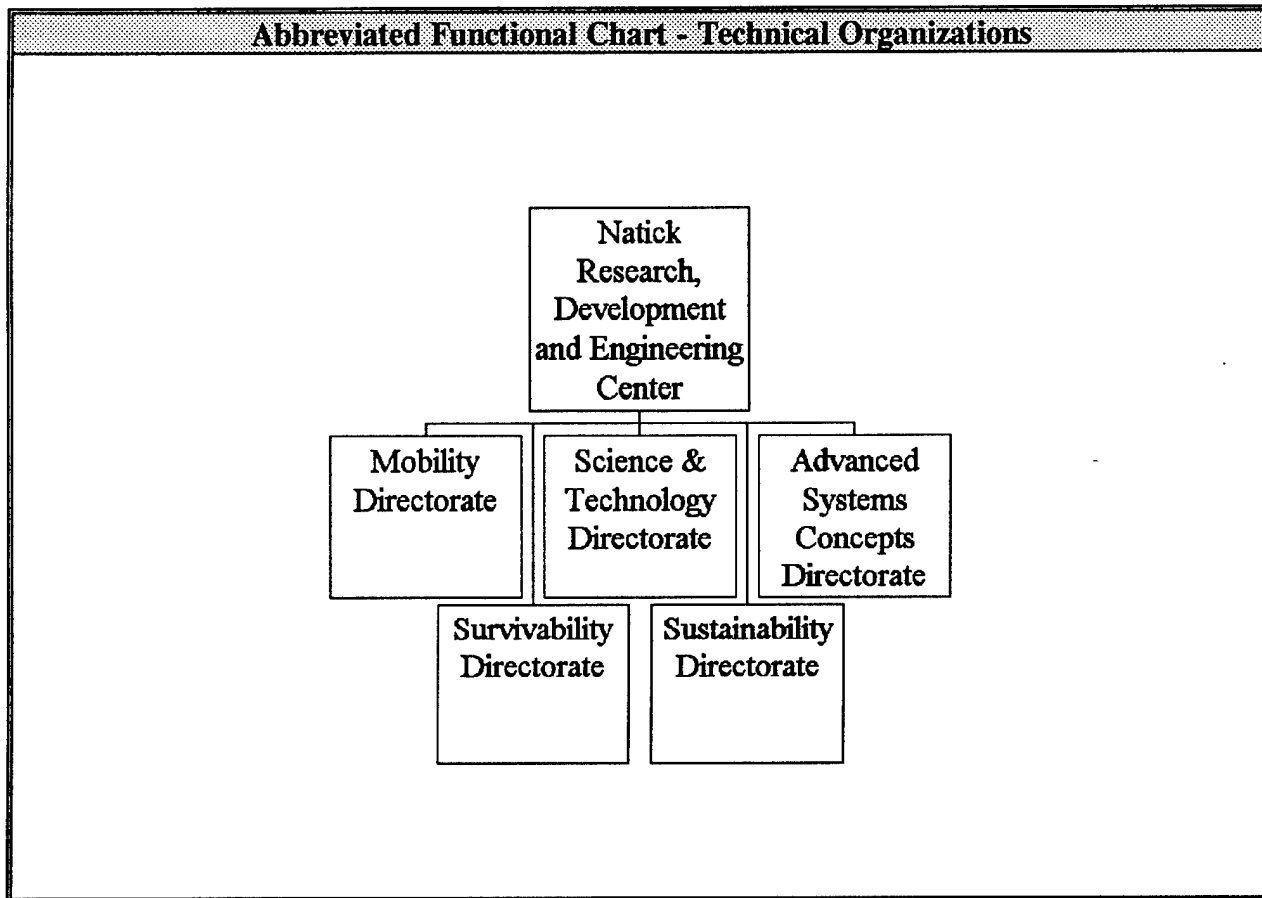 Abbreviated Functional Chart - Technical Organizations
Natick
Research,
Development
and Engineering
Center
Mobility
Directorate
Science &
Technology
Directorate
Advanced
Systems
Concepts
Directorate
Survivability
Directorate
Sustainability
Directorate